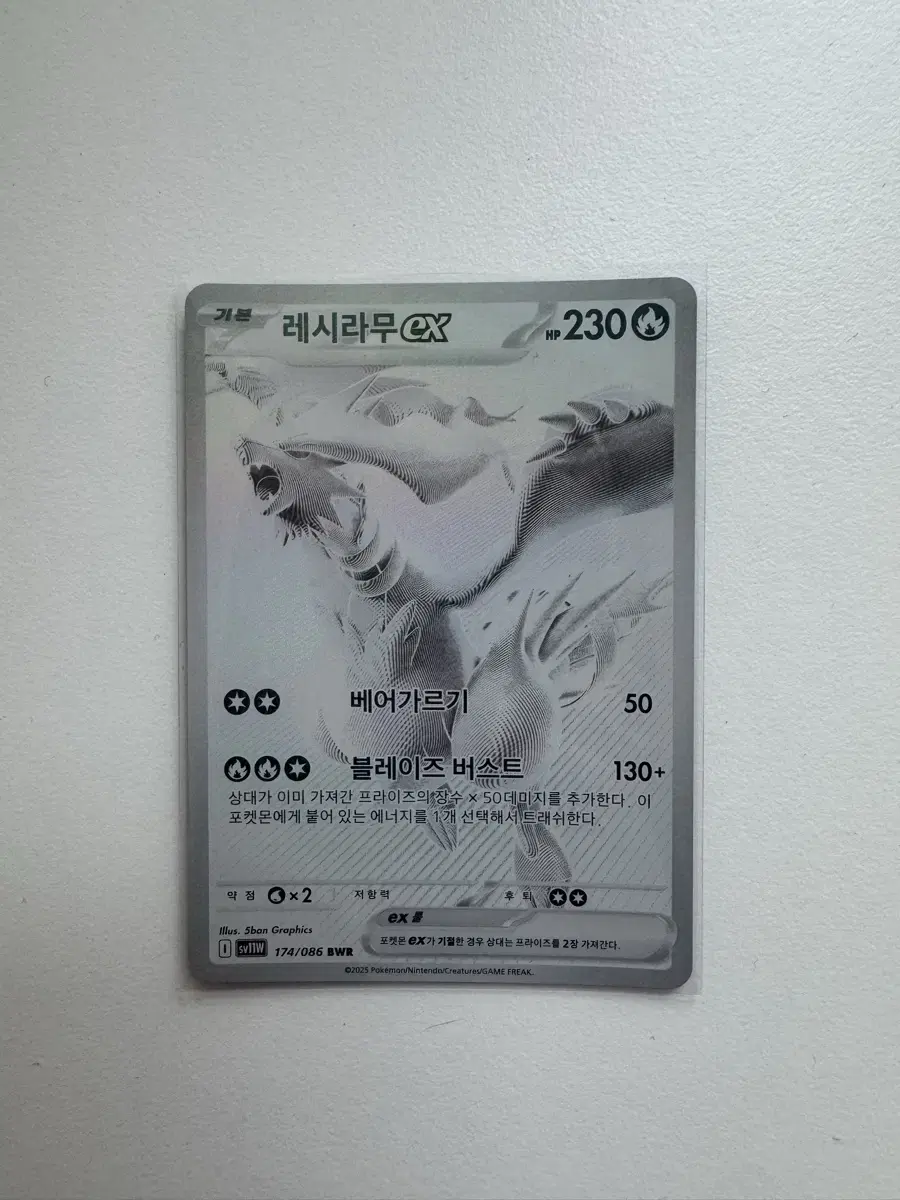 기본 레시라무 ex HP 230
베어가르기 50
블레이즈 버스트 130+
상대가 이미 가져간 프라이즈의 장수 × 50데미지를 추가한다. 이
포켓몬에게 붙어 있는 에너지를 1개 선택해서 트래쉬한다.
약점 ×2 저항력 후퇴
ex 룰
포켓몬 ex가 기절한 경우 상대는 프라이즈를 2장 가져간다.
Illus. 5ban Graphics
I sv11W 174/086 BWR
©2025 Pokémon/Nintendo/Creatures/GAME FREAK.